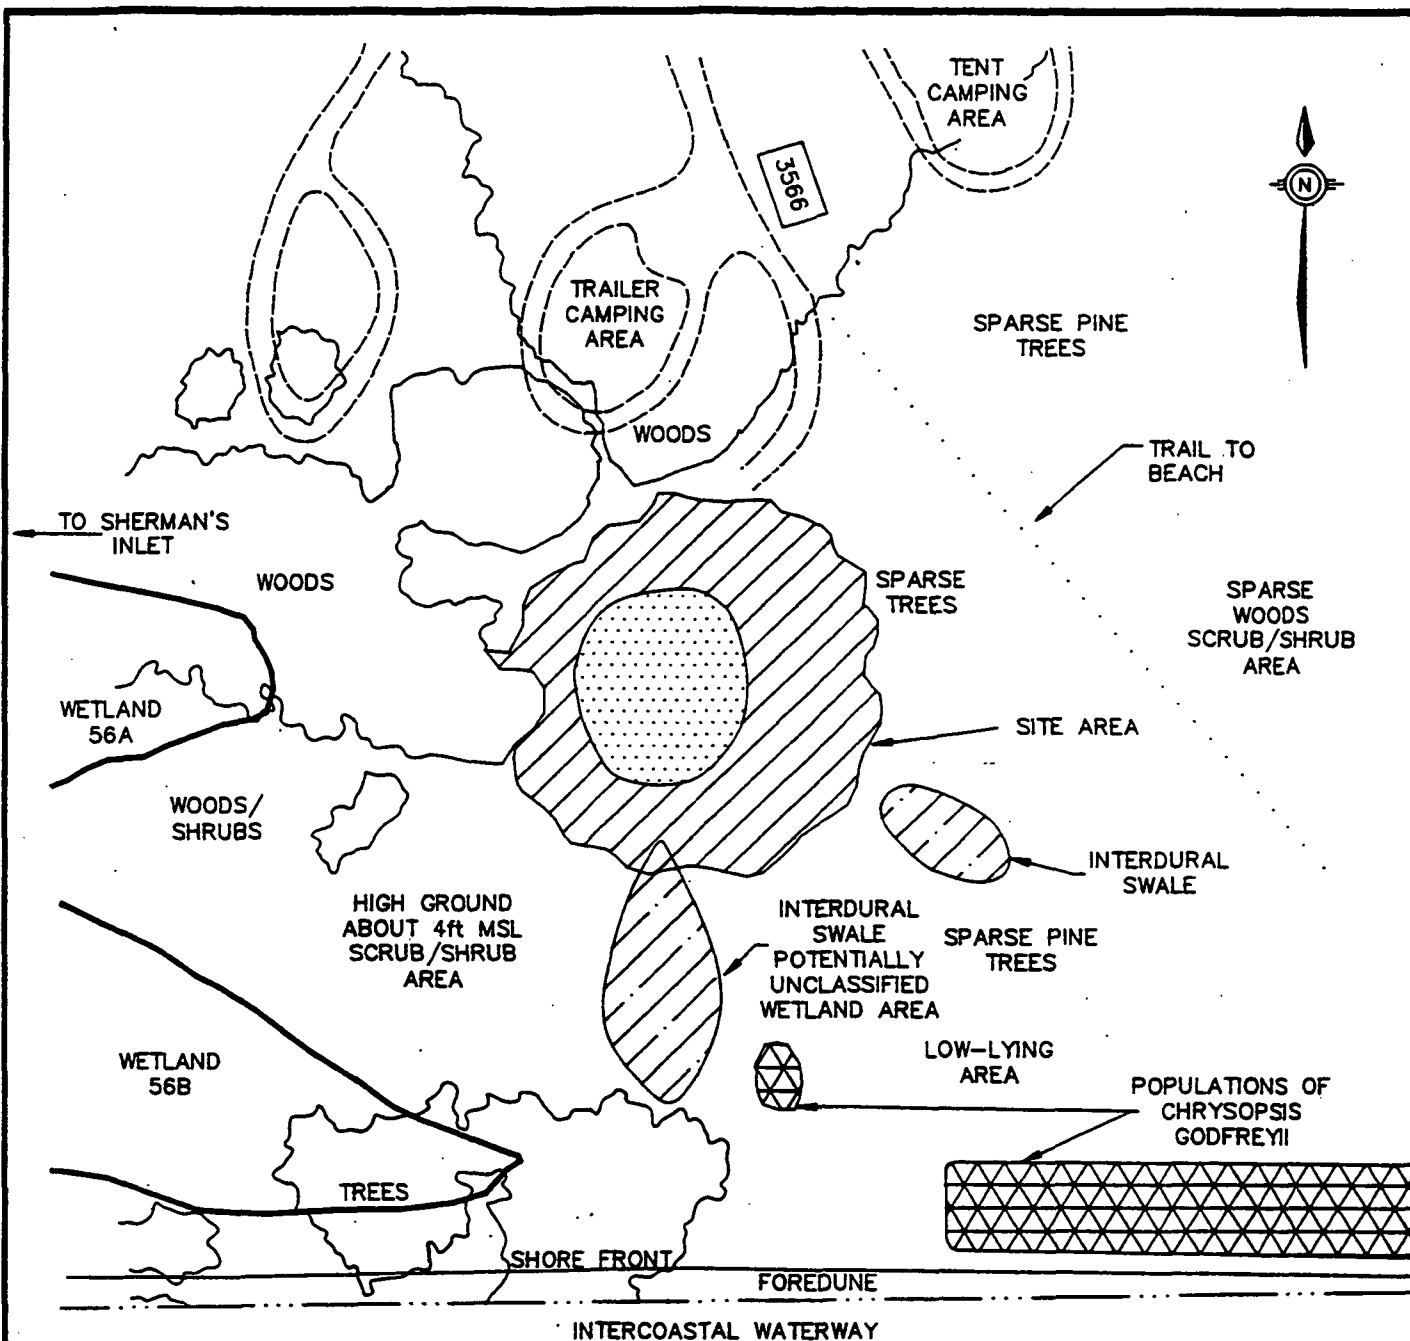 TENT
CAMPING
AREA
3566
N
TRAILER
CAMPING
AREA
SPARSE PINE
TREES
WOODS
TRAIL TO
BEACH
TO SHERMAN'S
INLET
WOODS
SPARSE
TREES
SPARSE
WOODS
SCRUB/SHRUB
AREA
WETLAND
56A
SITE AREA
WOODS/
SHRUBS
INTERDURAL
SWALE
HIGH GROUND
ABOUT 4ft MSL
SCRUB/SHRUB
AREA
INTERDURAL
SWALE
POTENTIALLY
UNCLASSIFIED
WETLAND AREA
SPARSE PINE
TREES
WETLAND
56B
LOW-LYING
AREA
POPULATIONS OF
CHRYSOPSIS
GODFREYII
TREES
SHORE FRONT
FOREDUNE
INTERCOASTAL WATERWAY